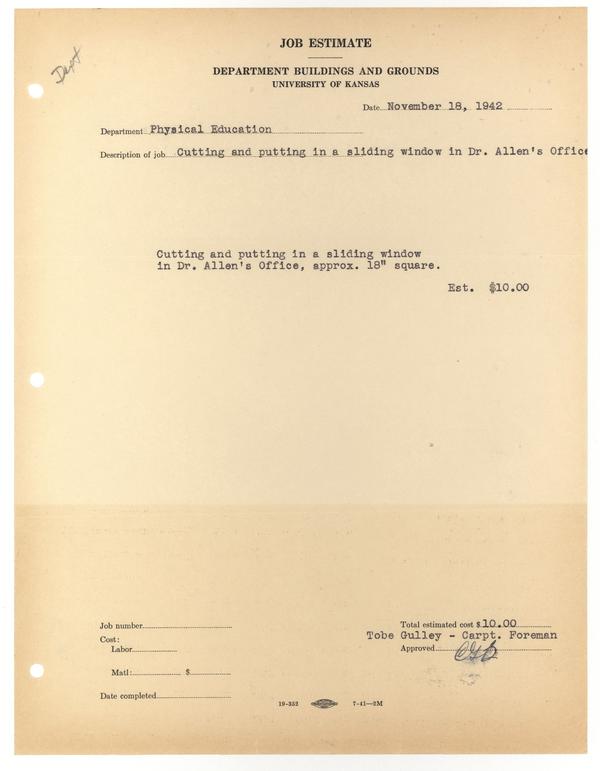 Dept
JOB ESTIMATE
DEPARTMENT BUILDINGS AND GROUNDS
UNIVERSITY OF KANSAS
Date November 18, 1942
Department Physical Education
Description of job Cutting and putting in a sliding window in Dr. Allen's Office
Cutting and putting in a sliding window
in Dr. Allen's Office, approx. 18" square.
Est. $10.00
Job number
Total estimated cost $10.00
Cost:
Tobe Gulley - Carpt. Foreman
Labor
Approved
Matl: $
Date completed
19-352 7-41-2M